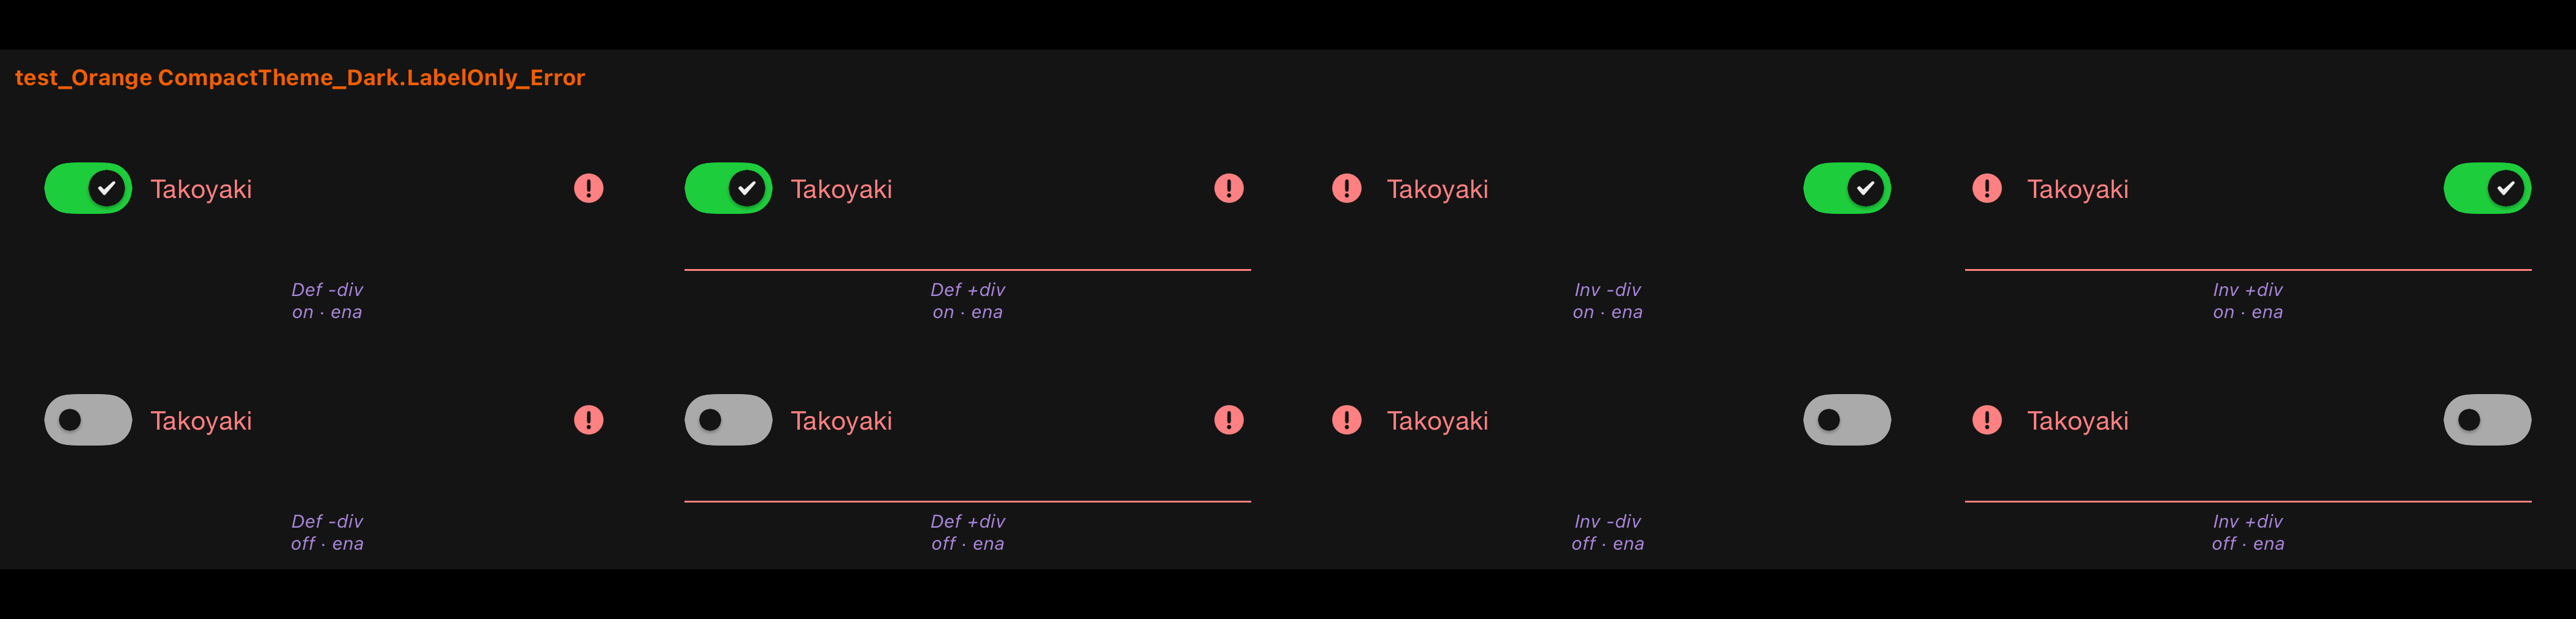 test_Orange CompactTheme_Dark.LabelOnly_Error
Takoyaki
Takoyaki
Takoyaki
Takoyaki
Def -div
on · ena
Def +div
on · ena
Inv -div
on · ena
Inv +div
on · ena
Takoyaki
Takoyaki
Takoyaki
Takoyaki
Def -div
off · ena
Def +div
off · ena
Inv -div
off · ena
Inv +div
off · ena